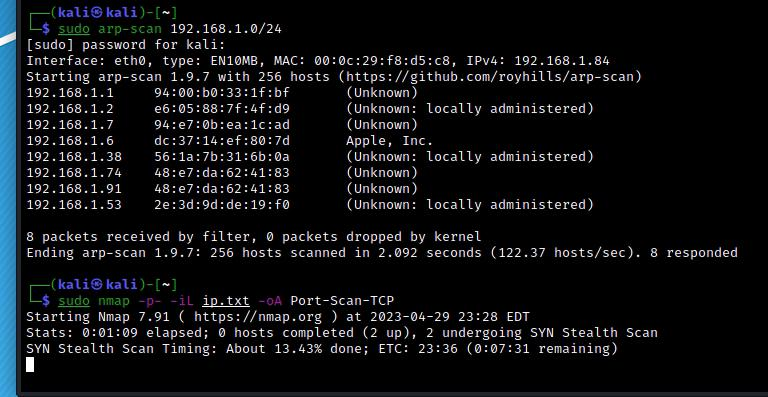 ┌──(kali㉿kali)-[~]
└─$ sudo arp-scan 192.168.1.0/24
[sudo] password for kali:
Interface: eth0, type: EN10MB, MAC: 00:0c:29:f8:d5:c8, IPv4: 192.168.1.84
Starting arp-scan 1.9.7 with 256 hosts (https://github.com/royhills/arp-scan)
192.168.1.1 94:00:b0:33:1f:bf (Unknown)
192.168.1.2 e6:05:88:7f:4f:d9 (Unknown: locally administered)
192.168.1.7 94:e7:0b:ea:1c:ad (Unknown)
192.168.1.6 dc:37:14:ef:80:7d Apple, Inc.
192.168.1.38 56:1a:7b:31:6b:0a (Unknown: locally administered)
192.168.1.74 48:e7:da:62:41:83 (Unknown)
192.168.1.91 48:e7:da:62:41:83 (Unknown)
192.168.1.53 2e:3d:9d:de:19:f0 (Unknown: locally administered)
8 packets received by filter, 0 packets dropped by kernel
Ending arp-scan 1.9.7: 256 hosts scanned in 2.092 seconds (122.37 hosts/sec). 8 responded
┌──(kali㉿kali)-[~]
└─$ sudo nmap -p- -iL ip.txt -oA Port-Scan-TCP
Starting Nmap 7.91 ( https://nmap.org ) at 2023-04-29 23:28 EDT
Stats: 0:01:09 elapsed; 0 hosts completed (2 up), 2 undergoing SYN Stealth Scan
SYN Stealth Scan Timing: About 13.43% done; ETC: 23:36 (0:07:31 remaining)